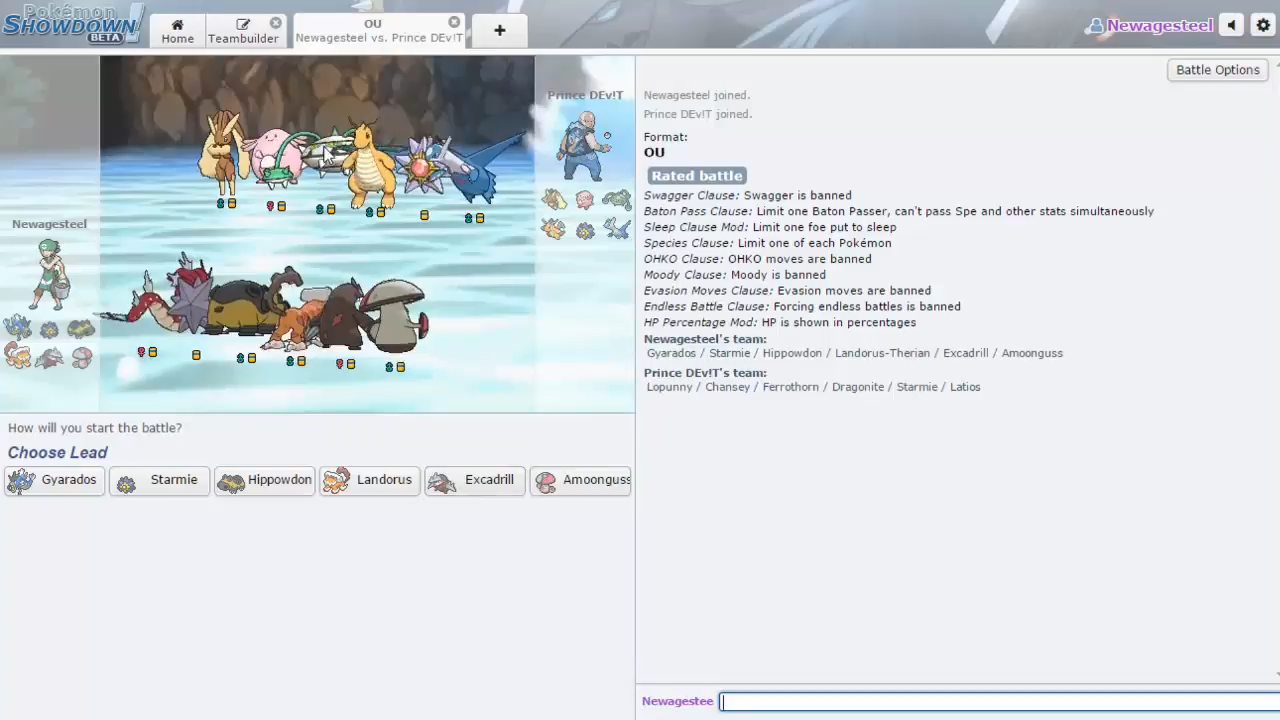 Pokémon
SHOWDOWN
BETA
Home
Teambuilder
OU
Newagesteel vs. Prince DEv!T
+
Newagesteel
Battle Options
Prince DEv!T
Newagesteel
How will you start the battle?
Choose Lead
Gyarados
Starmie
Hippowdon
Landorus
Excadrill
Amoonguss
Newagesteel joined.
Prince DEv!T joined.
Format:
OU
Rated battle
Swagger Clause: Swagger is banned
Baton Pass Clause: Limit one Baton Passer, can't pass Spe and other stats simultaneously
Sleep Clause Mod: Limit one foe put to sleep
Species Clause: Limit one of each Pokémon
OHKO Clause: OHKO moves are banned
Moody Clause: Moody is banned
Evasion Moves Clause: Evasion moves are banned
Endless Battle Clause: Forcing endless battles is banned
HP Percentage Mod: HP is shown in percentages
Newagesteel's team:
Gyarados / Starmie / Hippowdon / Landorus-Therian / Excadrill / Amoonguss
Prince DEv!T's team:
Lopunny / Chansey / Ferrothorn / Dragonite / Starmie / Latios
Newagestee